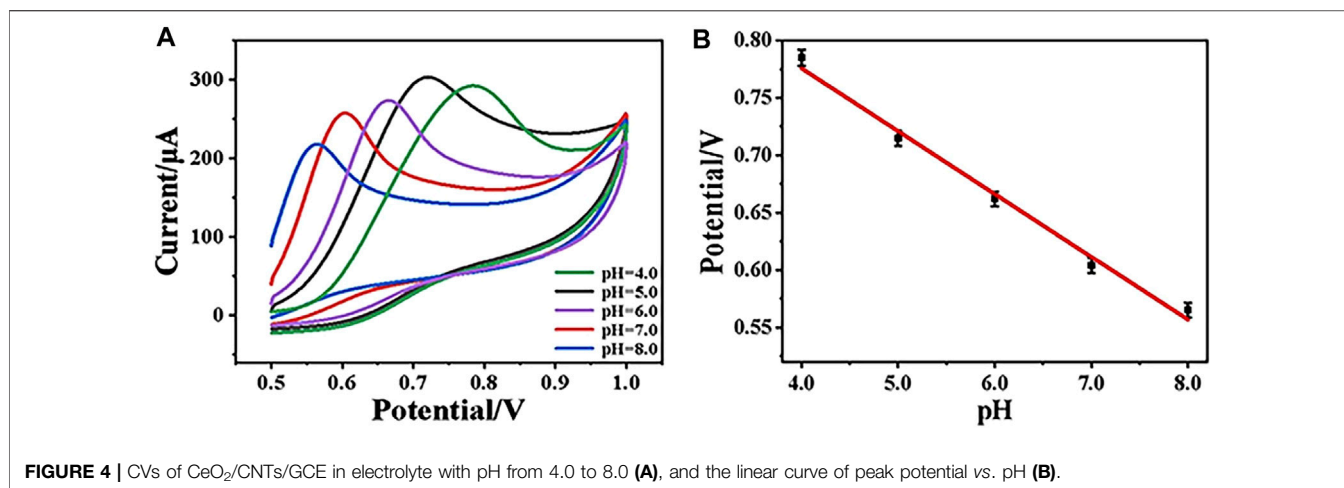 A
Current/μA
300
200
100
0
0.5 0.6 0.7 0.8 0.9 1.0
Potential/V
pH=4.0
pH=5.0
pH=6.0
pH=7.0
pH=8.0
B
Potential/V
0.80
0.75
0.70
0.65
0.60
0.55
4.0 5.0 6.0 7.0 8.0
pH
FIGURE 4 | CVs of CeO₂/CNTs/GCE in electrolyte with pH from 4.0 to 8.0 (A), and the linear curve of peak potential vs. pH (B).